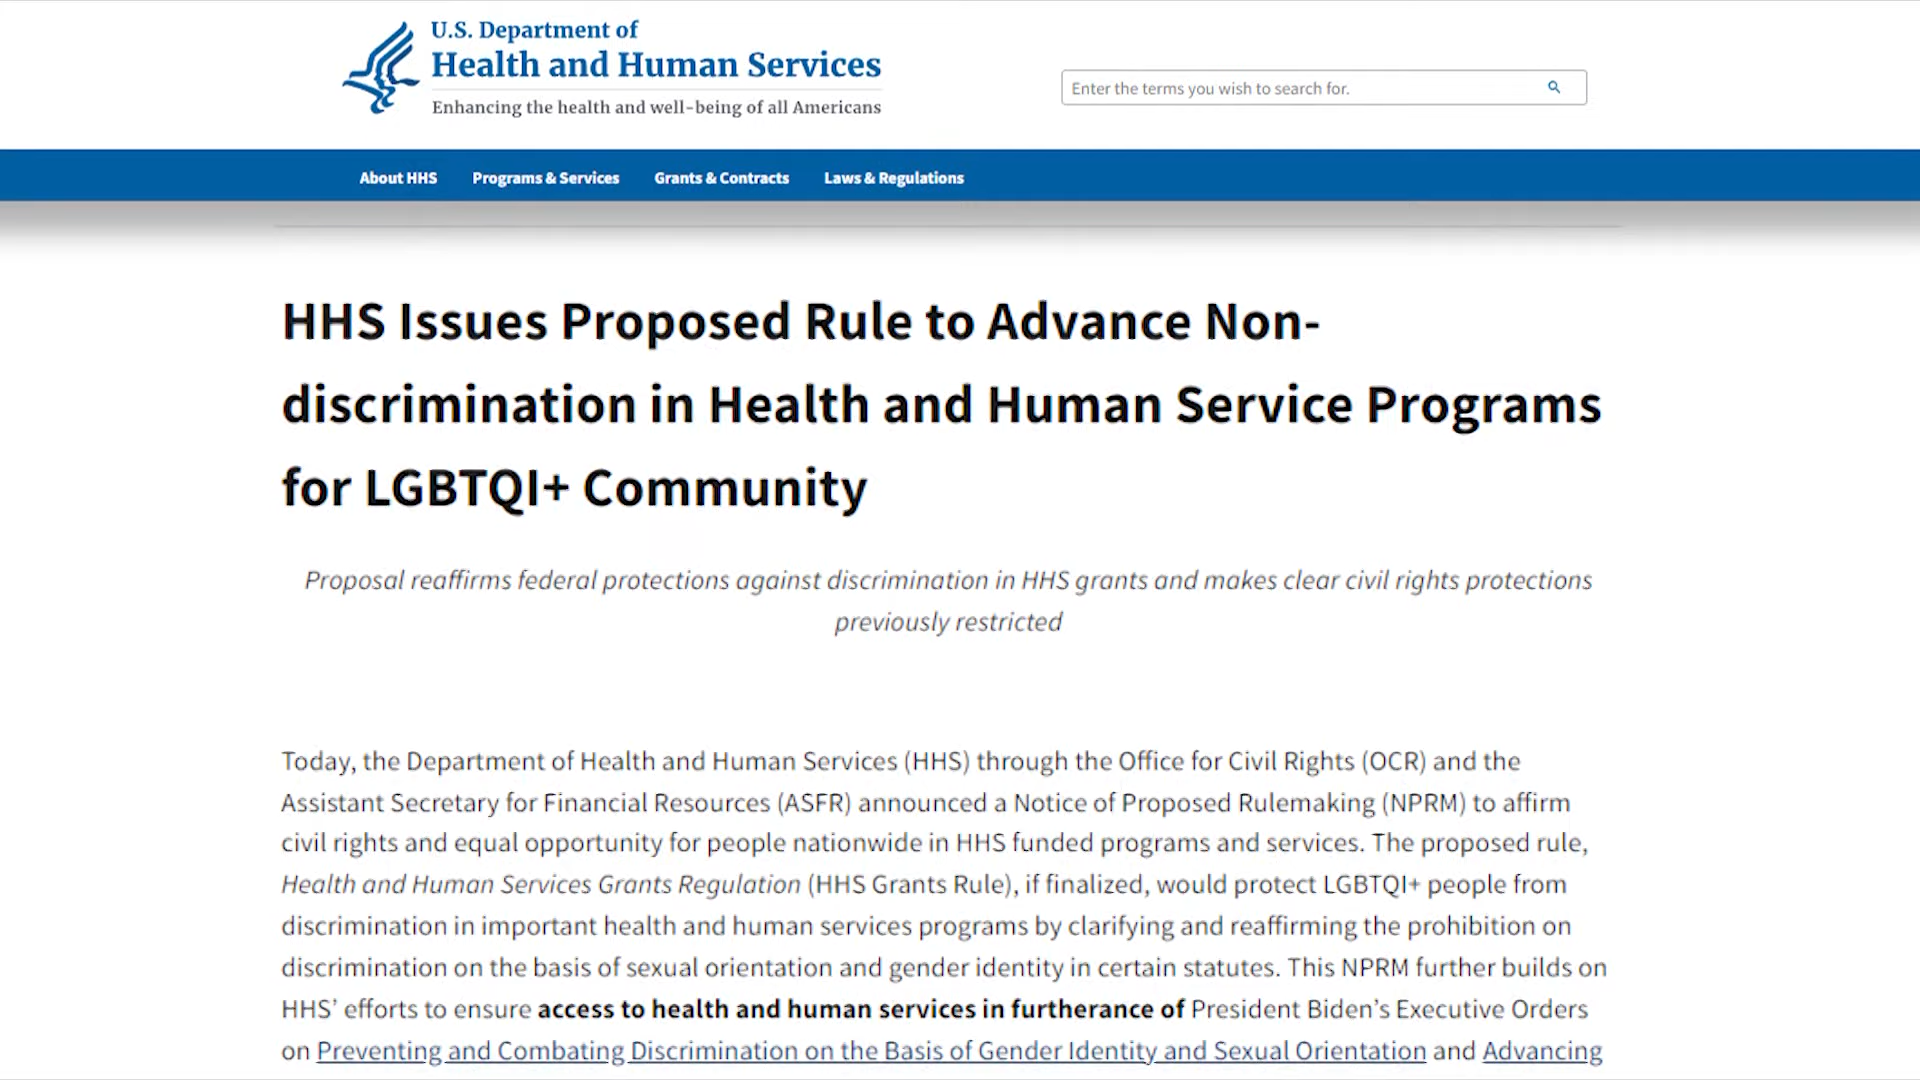 U.S. Department of
Health and Human Services
Enhancing the health and well-being of all Americans
Enter the terms you wish to search for.
About HHS Programs & Services Grants & Contracts Laws & Regulations
HHS Issues Proposed Rule to Advance Non-
discrimination in Health and Human Service Programs
for LGBTQI+ Community
Proposal reaffirms federal protections against discrimination in HHS grants and makes clear civil rights protections
previously restricted
Today, the Department of Health and Human Services (HHS) through the Office for Civil Rights (OCR) and the
Assistant Secretary for Financial Resources (ASFR) announced a Notice of Proposed Rulemaking (NPRM) to affirm
civil rights and equal opportunity for people nationwide in HHS funded programs and services. The proposed rule,
Health and Human Services Grants Regulation (HHS Grants Rule), if finalized, would protect LGBTQI+ people from
discrimination in important health and human services programs by clarifying and reaffirming the prohibition on
discrimination on the basis of sexual orientation and gender identity in certain statutes. This NPRM further builds on
HHS’ efforts to ensure access to health and human services in furtherance of President Biden’s Executive Orders
on Preventing and Combating Discrimination on the Basis of Gender Identity and Sexual Orientation and Advancing